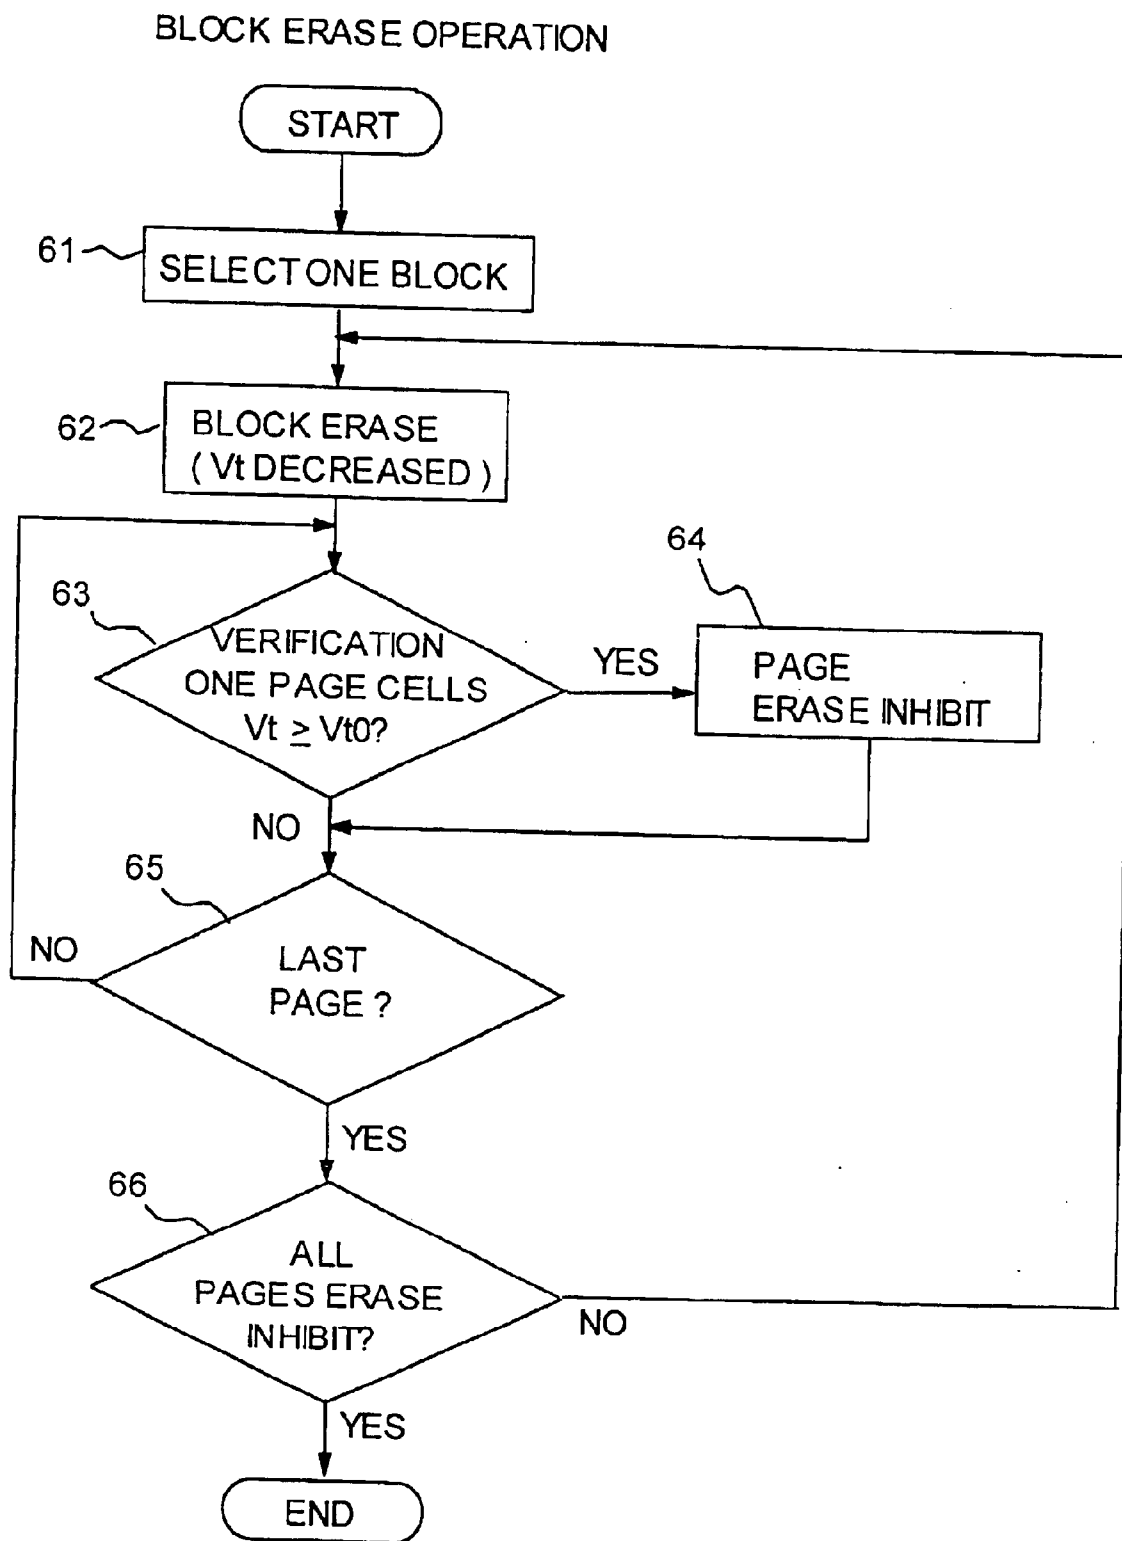 BLOCK ERASE OPERATION
START
61
SELECT ONE BLOCK
62
BLOCK ERASE
( Vt DECREASED )
63
VERIFICATION
ONE PAGE CELLS
Vt ≥ Vt0?
YES
64
PAGE
ERASE INHIBIT
NO
65
LAST
PAGE ?
NO
YES
66
ALL
PAGES ERASE
INHIBIT?
NO
YES
END